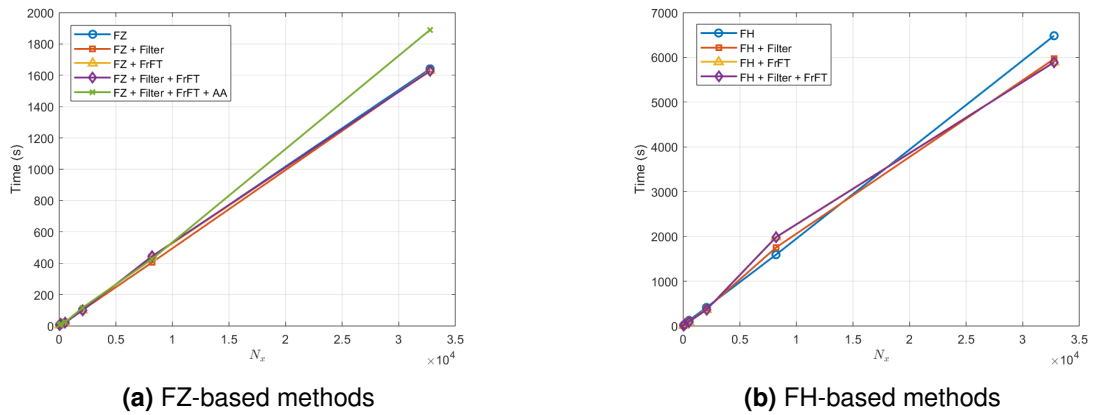 2000
1800
1600
1400
1200
1000
800
600
400
200
0
Time (s)
FZ
FZ + Filter
FZ + FrFT
FZ + Filter + FrFT
FZ + Filter + FrFT + AA
0 0.5 1 1.5 2 2.5 3 3.5
N_x
×10^4
(a) FZ-based methods
7000
6000
5000
4000
3000
2000
1000
0
Time (s)
FH
FH + Filter
FH + FrFT
FH + Filter + FrFT
0 0.5 1 1.5 2 2.5 3 3.5
N_x
×10^4
(b) FH-based methods